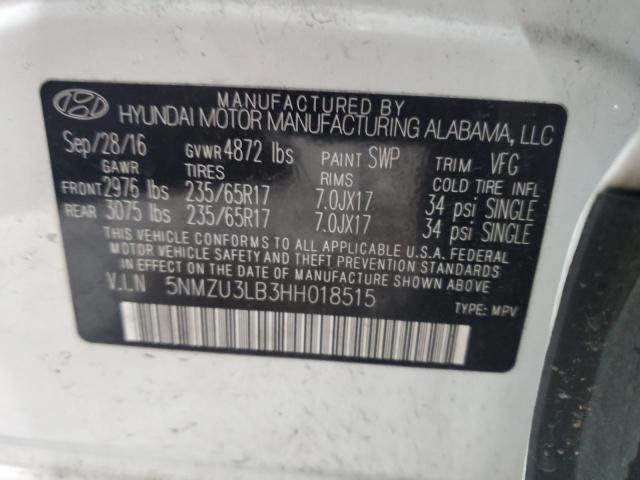 MANUFACTURED BY
HYUNDAI MOTOR MANUFACTURING ALABAMA, LLC
Sep/28/16 GVWR 4872 lbs PAINT SWP TRIM VFG
GAWR TIRES RIMS COLD TIRE INFL
FRONT 2976 lbs 235/65R17 7.0JX17 34 psi SINGLE
REAR 3075 lbs 235/65R17 7.0JX17 34 psi SINGLE
THIS VEHICLE CONFORMS TO ALL APPLICABLE U.S.A. FEDERAL
MOTOR VEHICLE SAFETY AND THEFT PREVENTION STANDARDS
IN EFFECT ON THE DATE OF MANUFACTURE SHOWN ABOVE.
V.I.N 5NMZU3LB3HH018515 TYPE: MPV